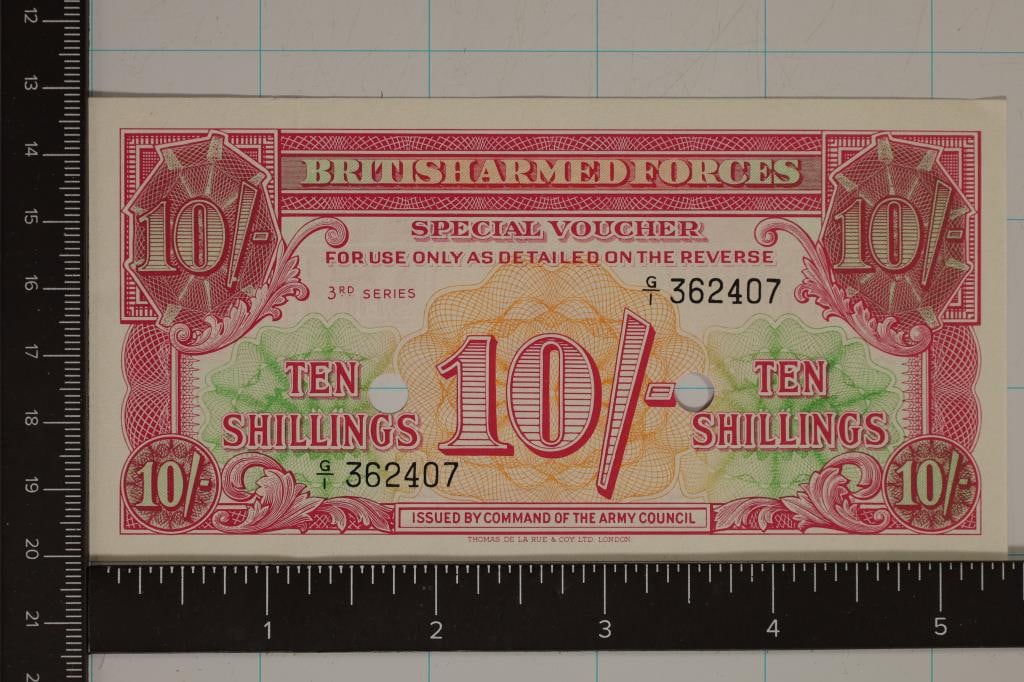 BRITISH ARMED FORCES
10/-
10/-
SPECIAL VOUCHER
FOR USE ONLY AS DETAILED ON THE REVERSE
3RD SERIES
G/1 362407
TEN
SHILLINGS
10/-
TEN
SHILLINGS
G/1 362407
10/-
10/-
ISSUED BY COMMAND OF THE ARMY COUNCIL
THOMAS DE LA RUE & COY. LTD. LONDON.
12
13
14
15
16
17
18
19
20
21
1 2 3 4 5